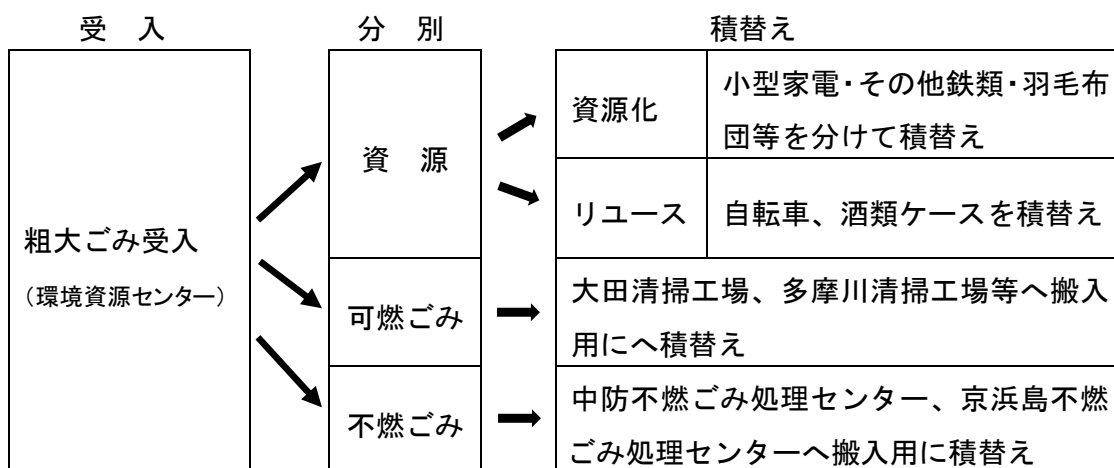 受 入
分 別
積替え
粗大ごみ受入
（環境資源センター）
資 源
資源化
小型家電・その他鉄類・羽毛布
団等を分けて積替え
リユース
自転車、酒類ケースを積替え
可燃ごみ
大田清掃工場、多摩川清掃工場等へ搬入
用にへ積替え
不燃ごみ
中防不燃ごみ処理センター、京浜島不燃
ごみ処理センターへ搬入用に積替え